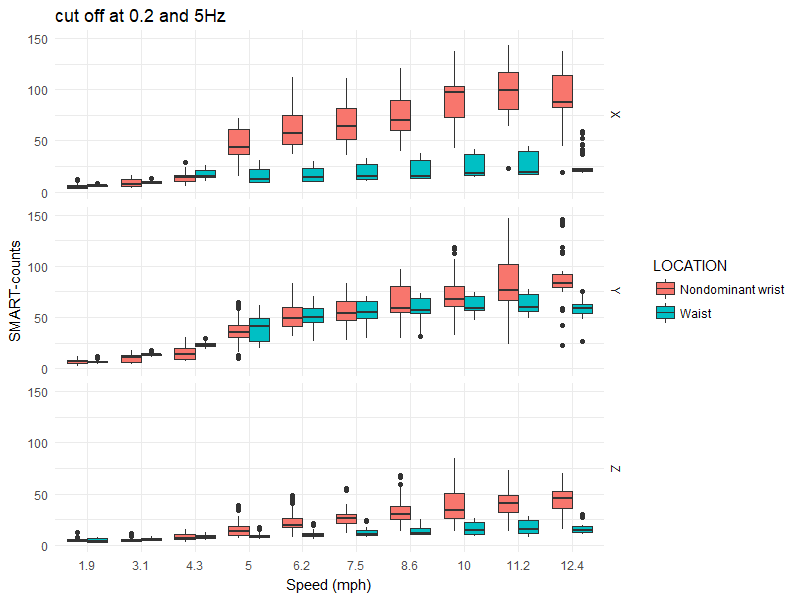 cut off at 0.2 and 5Hz
150
100
50
0
X
150
100
50
0
Y
150
100
50
0
Z
SMART-counts
1.9 3.1 4.3 5 6.2 7.5 8.6 10 11.2 12.4
Speed (mph)
LOCATION
Nondominant wrist
Waist